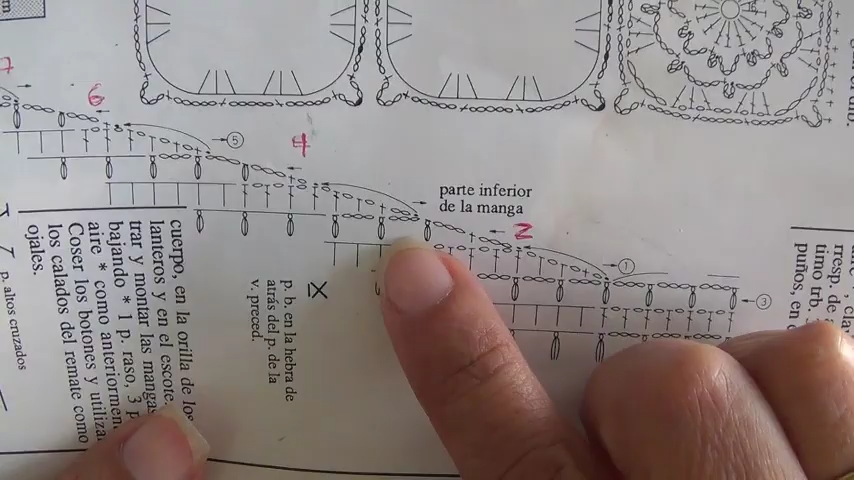 6
⑤
4
parte inferior
de la manga
2
①
③
cuerpo, en la orilla de los
lanteros y en el escote.
trar y montar las mangas
bajando * 1 p. raso, 3 p
aire * como anteriormen
Coser los botones y utiliza
los calados del remate como
ojales.
p. b. en la hebra de
atrás del p. de la
v. preced.
p. altos cruzados
rresp. de
timo trb.
puños, en